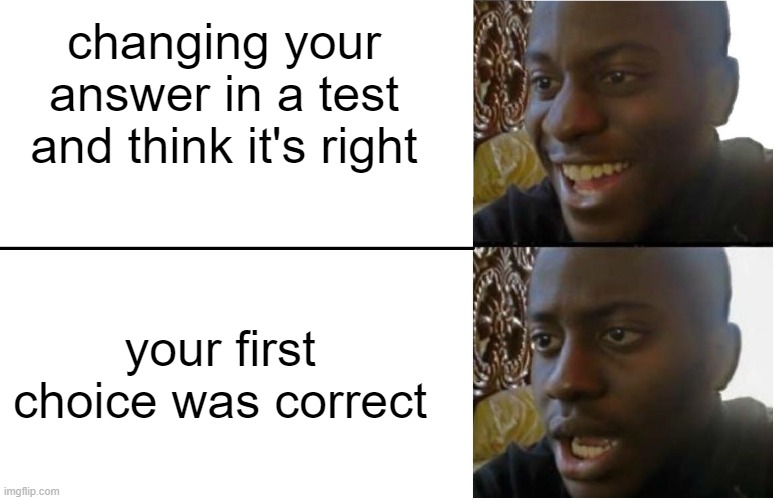 changing your
answer in a test
and think it's right
your first
choice was correct
imgflip.com